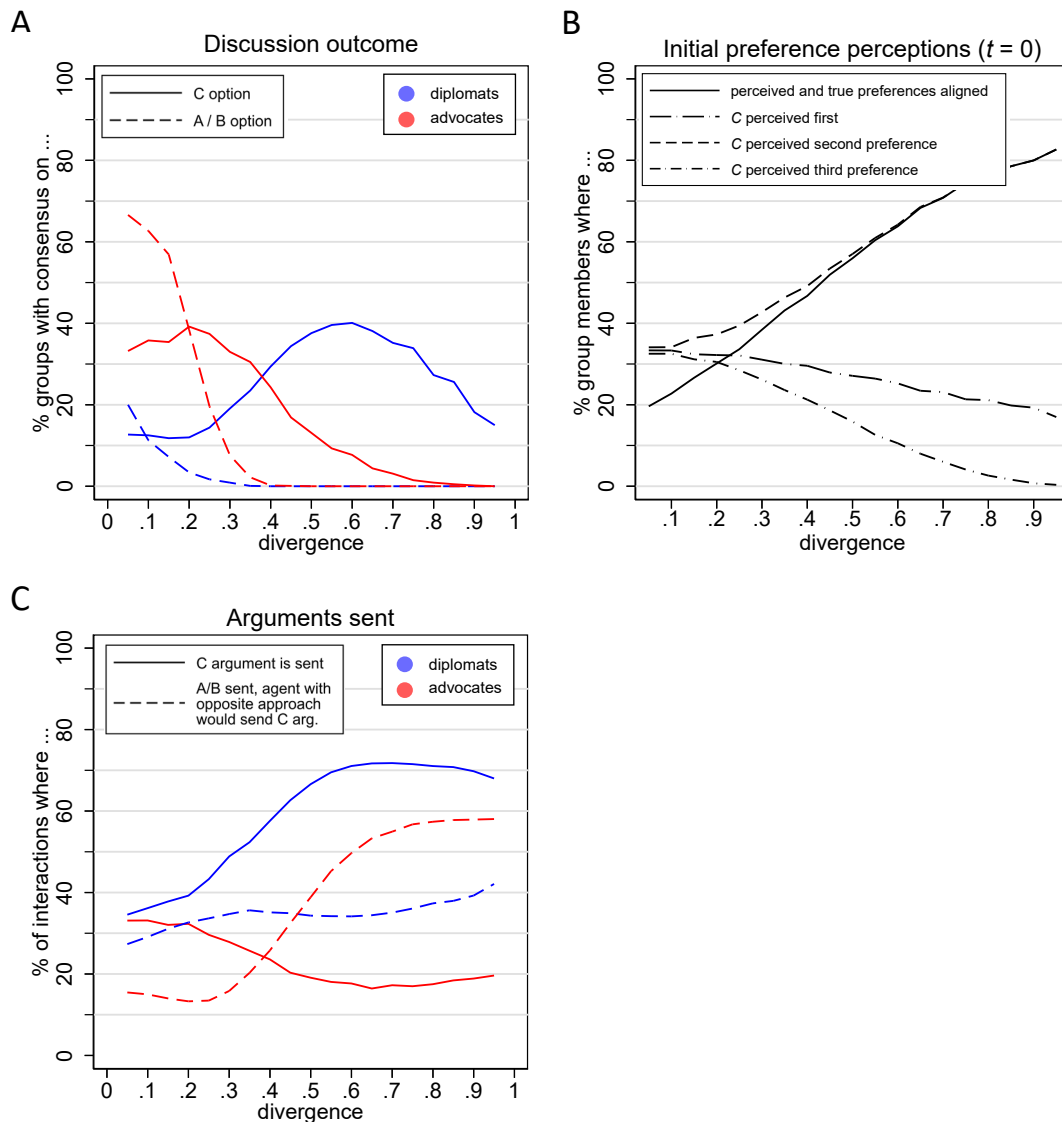 A
Discussion outcome
% groups with consensus on ...
100
80
60
40
20
0
C option
A / B option
diplomats
advocates
0 .1 .2 .3 .4 .5 .6 .7 .8 .9 1
divergence
B
Initial preference perceptions (t = 0)
% group members where ...
100
80
60
40
20
0
perceived and true preferences aligned
C perceived first
C perceived second preference
C perceived third preference
.1 .2 .3 .4 .5 .6 .7 .8 .9
divergence
C
Arguments sent
% of interactions where ...
100
80
60
40
20
0
C argument is sent
A/B sent, agent with
opposite approach
would send C arg.
diplomats
advocates
0 .1 .2 .3 .4 .5 .6 .7 .8 .9 1
divergence